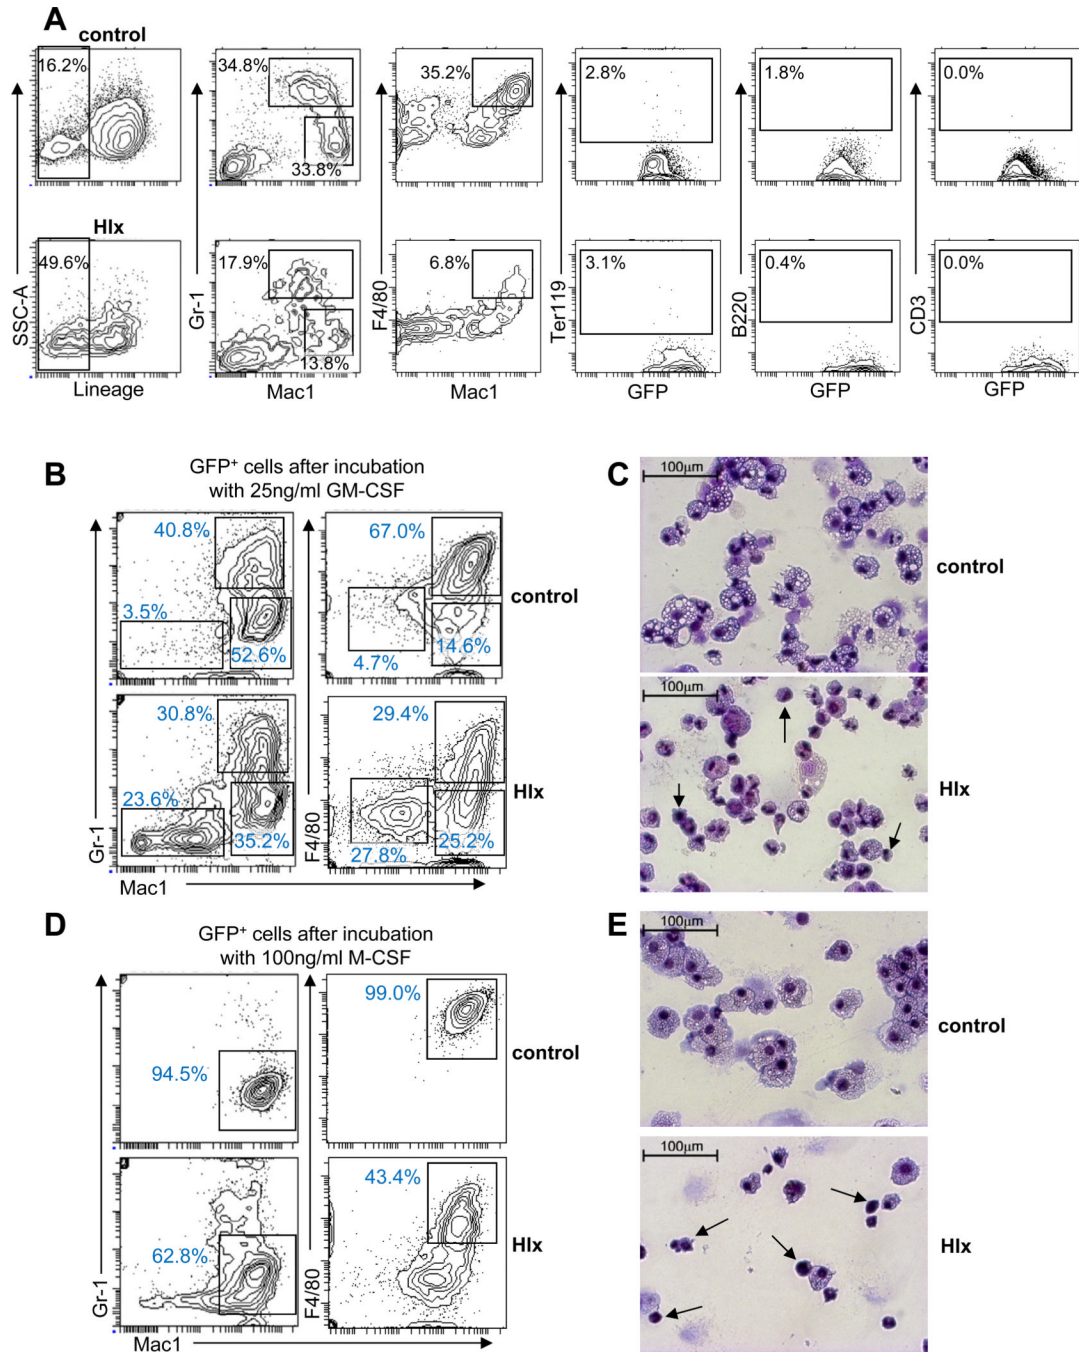 A
control
16.2%
34.8%
33.8%
35.2%
2.8%
1.8%
0.0%
Hlx
49.6%
17.9%
13.8%
6.8%
3.1%
0.4%
0.0%
SSC-A
Gr-1
F4/80
Ter119
B220
CD3
Lineage
Mac1
Mac1
GFP
GFP
GFP
B
GFP+ cells after incubation
with 25ng/ml GM-CSF
40.8%
3.5%
52.6%
67.0%
4.7%
14.6%
control
30.8%
23.6%
35.2%
29.4%
27.8%
25.2%
Hlx
Gr-1
F4/80
Mac1
C
100µm
control
100µm
Hlx
D
GFP+ cells after incubation
with 100ng/ml M-CSF
94.5%
99.0%
control
62.8%
43.4%
Hlx
Gr-1
F4/80
Mac1
E
100µm
control
100µm
Hlx